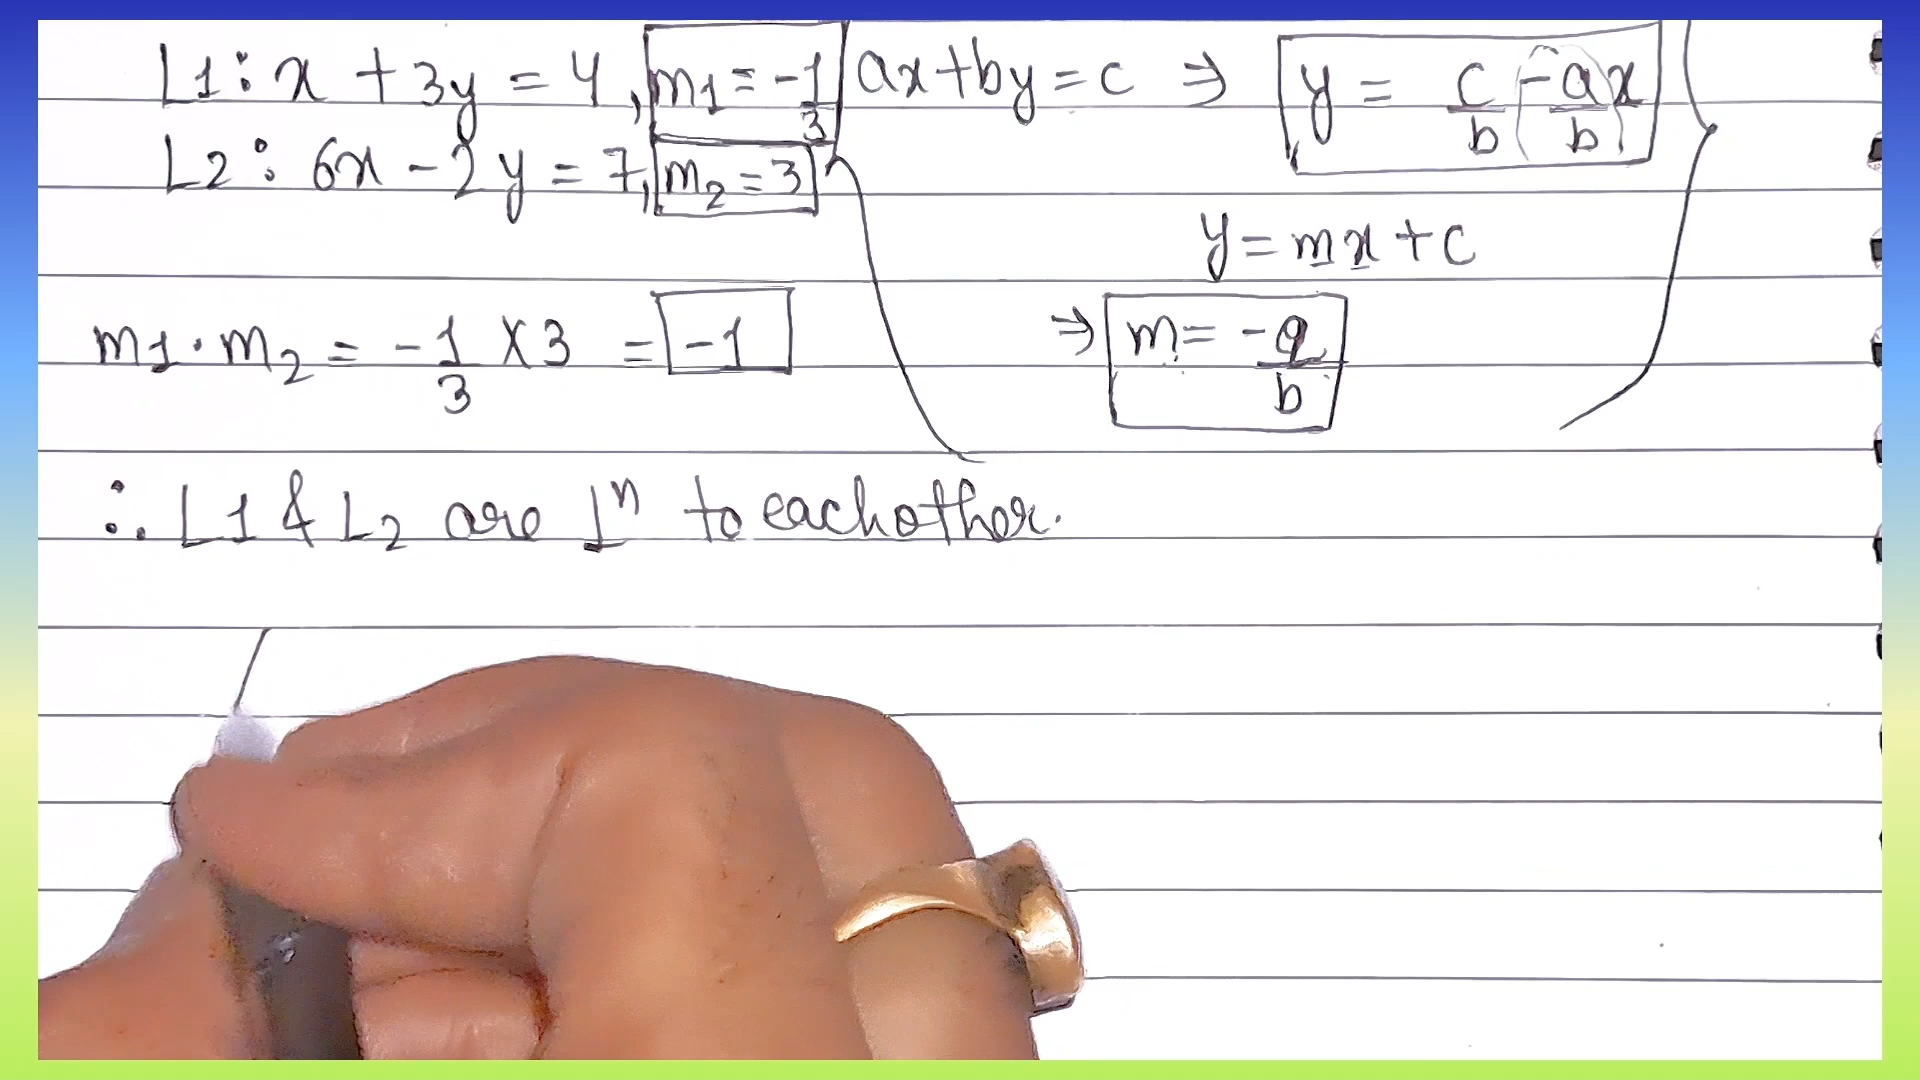 L1: x + 3y = 4, m1 = -1/3
L2: 6x - 2y = 7, m2 = 3
m1 · m2 = -1/3 X 3 = -1
∴ L1 & L2 are ⊥n to eachother.
ax + by = c ⇒ y = c/b - a/b x
y = mx + c
⇒ m = -a/b